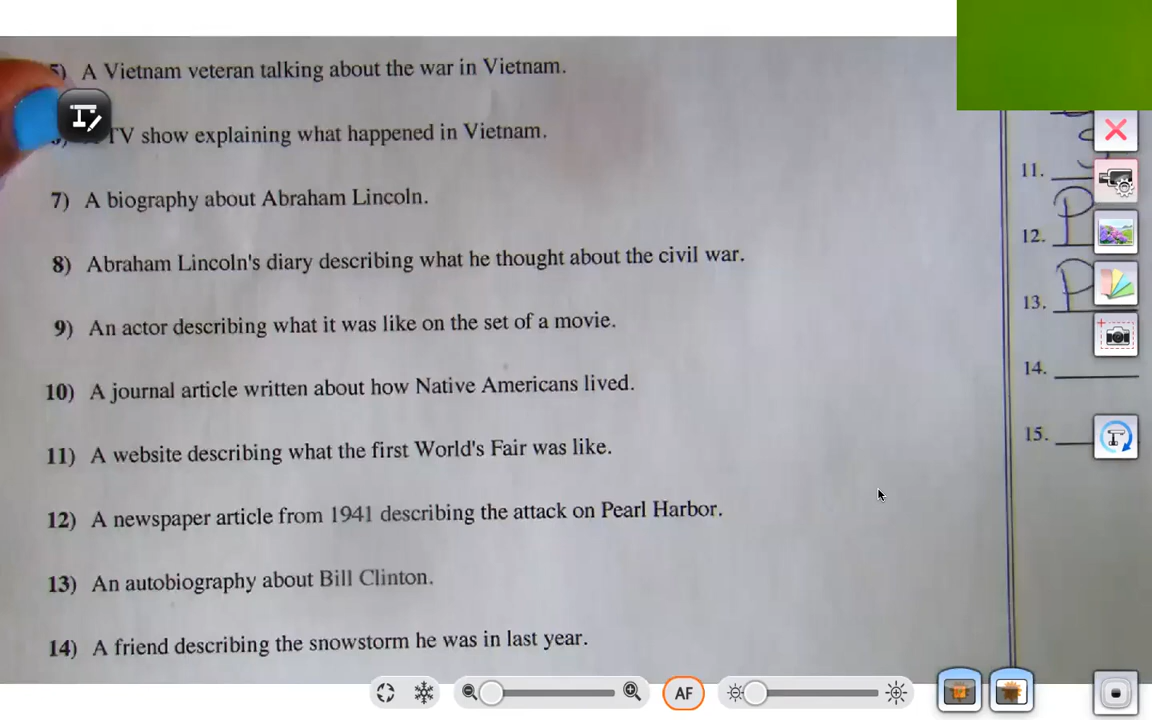 5) A Vietnam veteran talking about the war in Vietnam.
TV show explaining what happened in Vietnam.
7) A biography about Abraham Lincoln.
8) Abraham Lincoln's diary describing what he thought about the civil war.
9) An actor describing what it was like on the set of a movie.
10) A journal article written about how Native Americans lived.
11) A website describing what the first World's Fair was like.
12) A newspaper article from 1941 describing the attack on Pearl Harbor.
13) An autobiography about Bill Clinton.
14) A friend describing the snowstorm he was in last year.
11.
12. P
13. P
14.
15.
AF